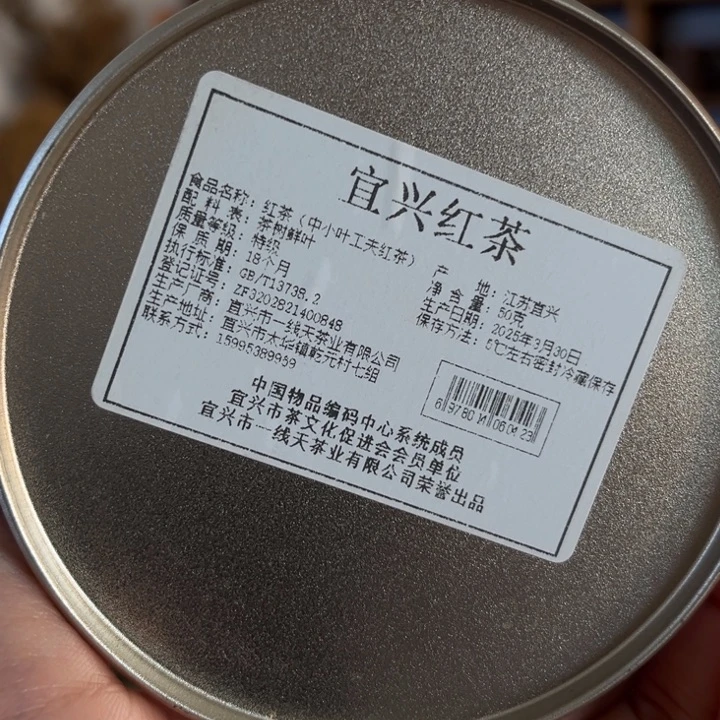 宜兴红茶
食品名称：红茶（中小叶工夫红茶）
配 料 表：茶树鲜叶
质量等级：特级
保 质 期：18个月
执行标准：GB/T13738.2
登记证号：ZF3202821400848
生产厂商：宜兴市一线天茶业有限公司
生产地址：宜兴市太华镇乾元村七组
联系方式：15995389959
产 地：江苏宜兴
净 含 量：50克
生产日期：2025年3月30日
保存方法：5℃左右密封冷藏保存
中国物品编码中心系统成员
宜兴市茶文化促进会会员单位
宜兴市一线天茶业有限公司荣誉出品